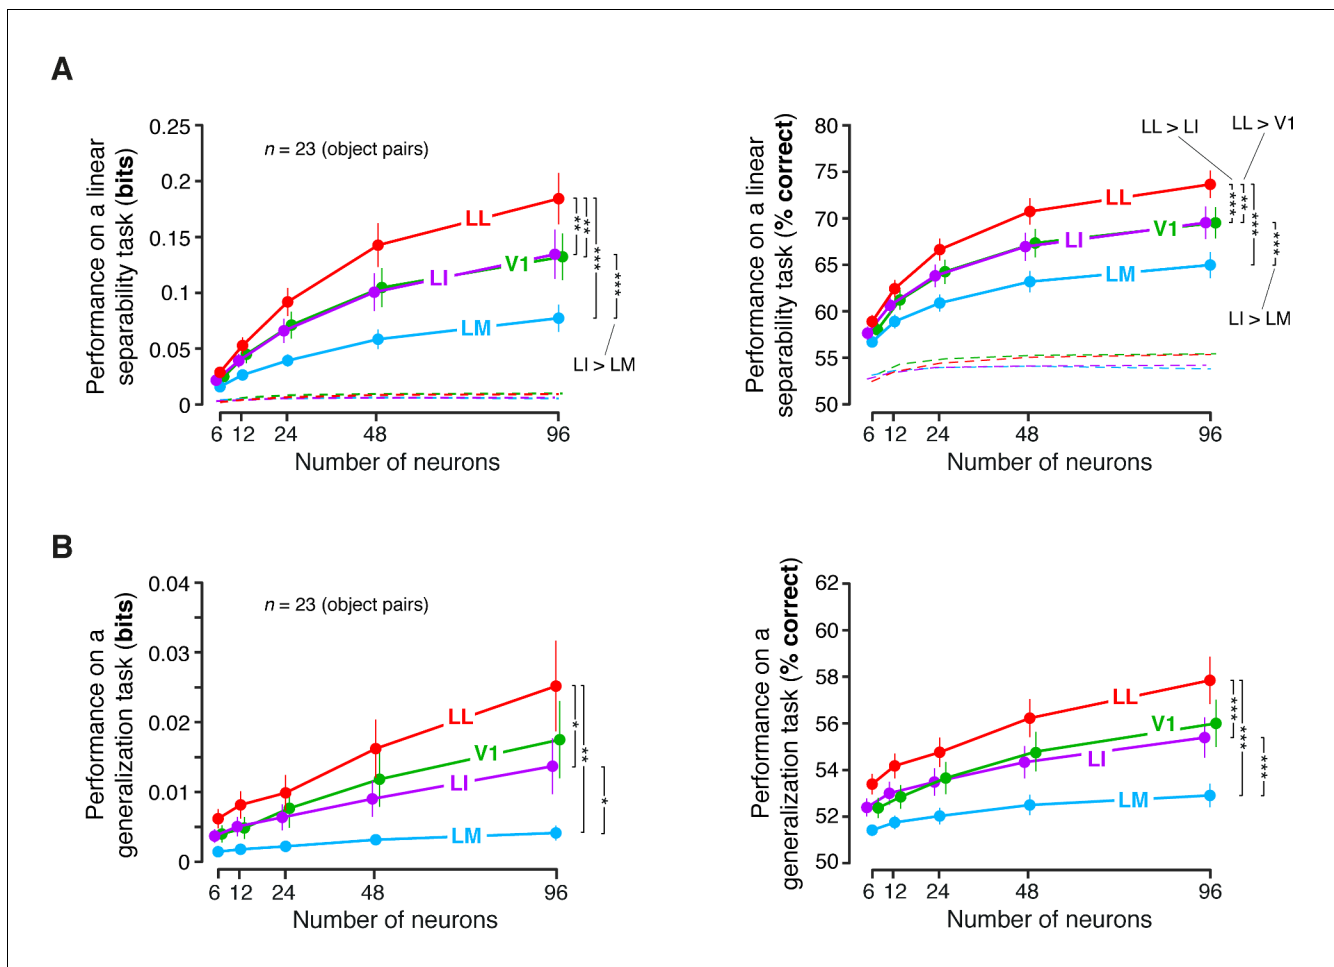 A
Performance on a linear
separability task (bits)
0.25
0.2
0.15
0.1
0.05
0
n = 23 (object pairs)
LL
V1
LI
LM
**
**
***
***
LI > LM
6 12 24 48 96
Number of neurons
Performance on a linear
separability task (% correct)
80
75
70
65
60
55
50
LL > LI
LL > V1
LL
V1
LI
LM
***
LI > LM
6 12 24 48 96
Number of neurons
B
Performance on a
generalization task (bits)
0.04
0.03
0.02
0.01
0
n = 23 (object pairs)
LL
V1
LI
LM
*
**
*
6 12 24 48 96
Number of neurons
Performance on a
generalization task (% correct)
62
60
58
56
54
52
50
LL
V1
LI
LM
***
6 12 24 48 96
Number of neurons